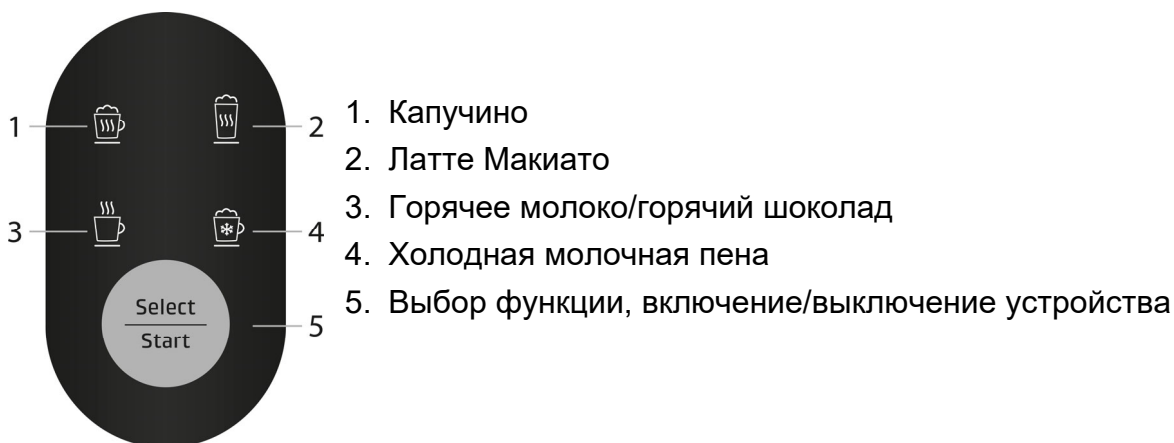 1
2
3
4
Select
Start
5
1. Капучино
2. Латте Макиато
3. Горячее молоко/горячий шоколад
4. Холодная молочная пена
5. Выбор функции, включение/выключение устройства